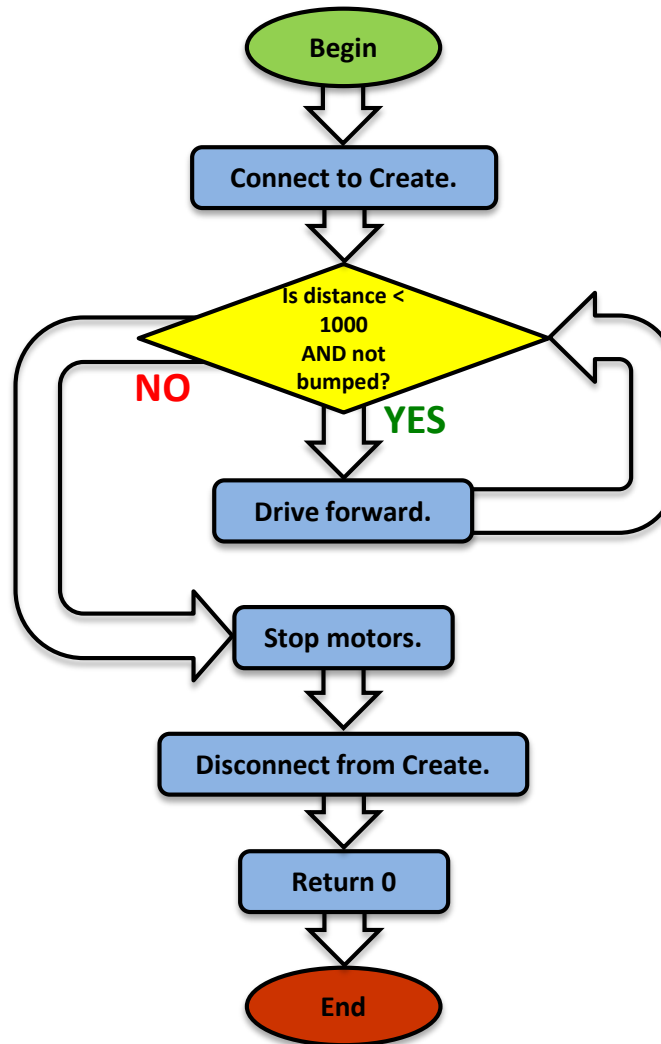 Begin
Connect to Create.
Is distance <
1000
AND not
bumped?
NO
YES
Drive forward.
Stop motors.
Disconnect from Create.
Return 0
End